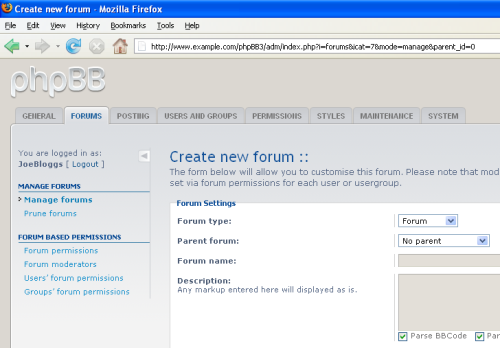 Create new forum - Mozilla Firefox
File Edit View History Bookmarks Tools Help
http://www.example.com/phpBB3/adm/index.php?i=forums&icat=7&mode=manage&parent_id=0
phpBB
GENERAL FORUMS POSTING USERS AND GROUPS PERMISSIONS STYLES MAINTENANCE SYSTEM
You are logged in as:
JoeBloggs [ Logout ]
MANAGE FORUMS
Manage forums
Prune forums
FORUM BASED PERMISSIONS
Forum permissions
Forum moderators
Users' forum permissions
Groups' forum permissions
Create new forum ::
The form below will allow you to customise this forum. Please note that mod
set via forum permissions for each user or usergroup.
Forum Settings
Forum type: Forum
Parent forum: No parent
Forum name:
Description:
Any markup entered here will displayed as is.
Parse BBCode Par